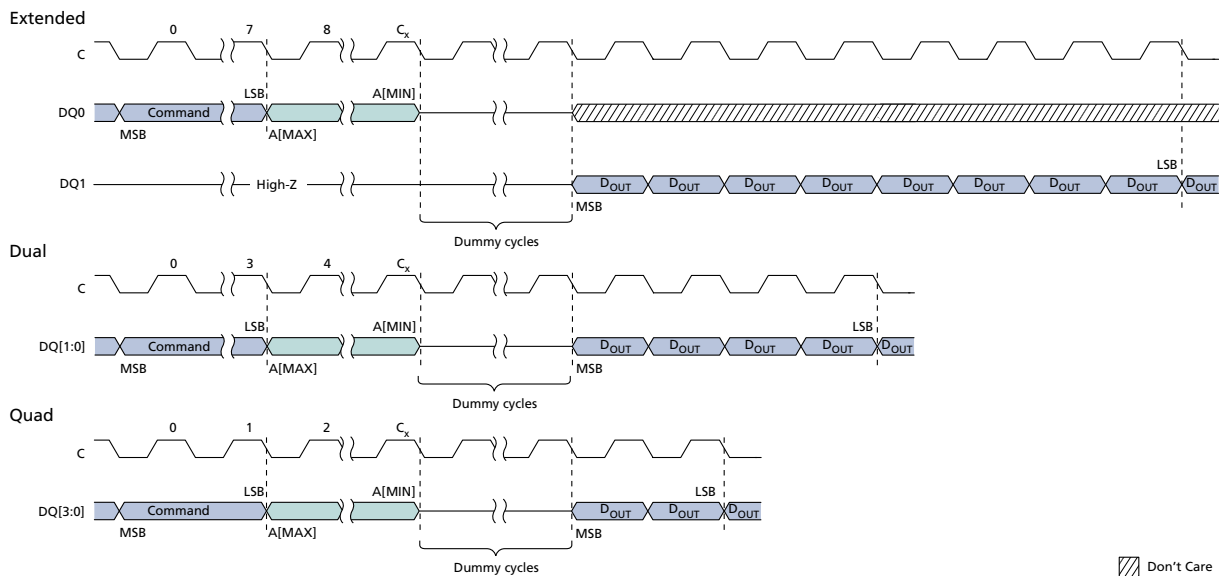 Extended
0 7 8 Cx
C
LSB A[MIN]
DQ0 Command
MSB A[MAX]
LSB
DQ1 High-Z DOUT DOUT DOUT DOUT DOUT DOUT DOUT DOUT DOUT
MSB
Dummy cycles
Dual
0 3 4 Cx
C
LSB A[MIN] LSB
DQ[1:0] Command DOUT DOUT DOUT DOUT DOUT
MSB A[MAX] MSB
Dummy cycles
Quad
0 1 2 Cx
C
LSB A[MIN] LSB
DQ[3:0] Command DOUT DOUT DOUT
MSB A[MAX] MSB
Dummy cycles
Don't Care